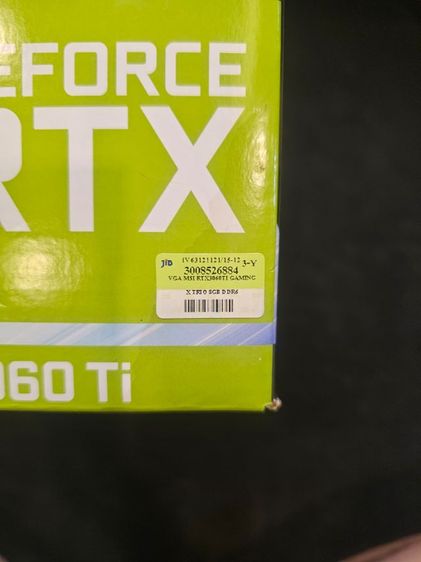 EFORCE
RTX
JIB IV63121121/15-12 3-Y
3008526884
VGA MSI RTX3060TI GAMING
X TRIO 8GB DDR6
060 Ti